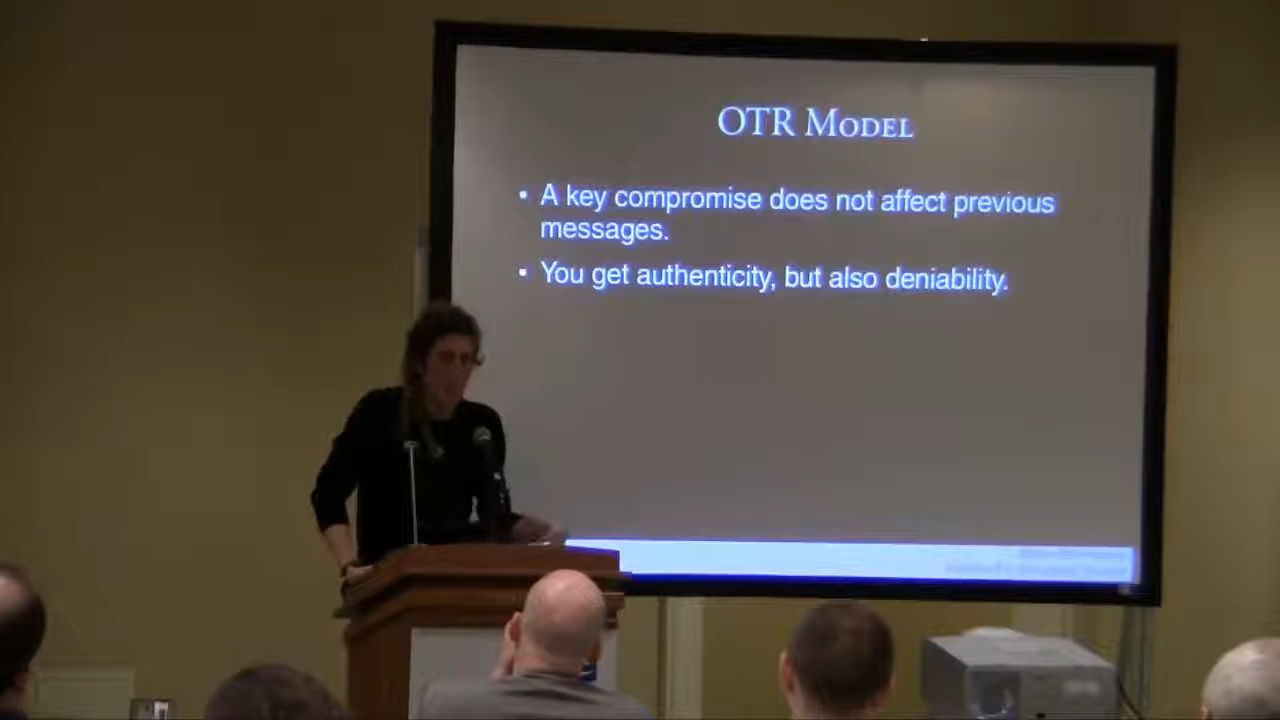 OTR Model
• A key compromise does not affect previous
messages.
• You get authenticity, but also deniability.